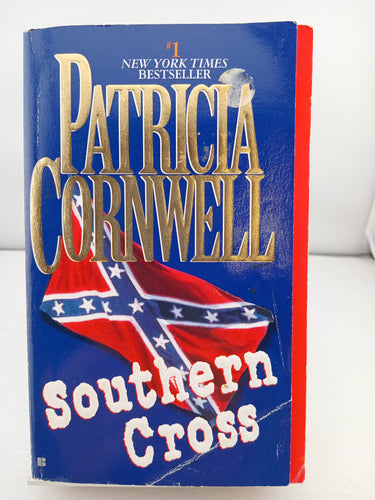 #1
NEW YORK TIMES
BESTSELLER
PATRICIA
CORNWELL
Southern
Cross
B